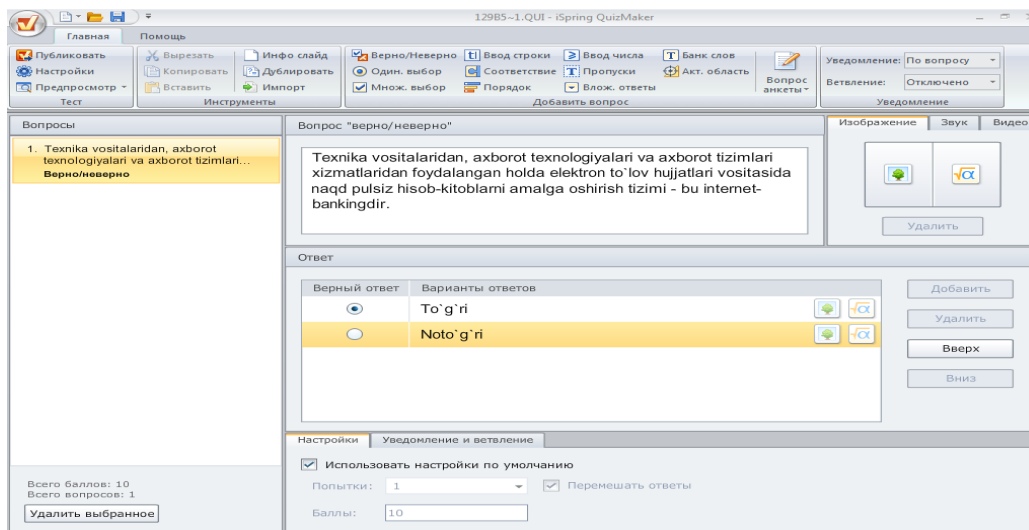 129B5~1.QUI - iSpring QuizMaker
Главная Помощь
Публиковать Вырезать Инфо слайд Верно/Неверно Ввод строки Ввод числа Банк слов Уведомление: По вопросу
Настройки Копировать Дублировать Один. выбор Соответствие Пропуски Акт. область Вопрос анкеты Ветвление: Отключено
Предпросмотр Вставить Импорт Множ. выбор Порядок Влож. ответы
Тест Инструменты Добавить вопрос Уведомление
Вопросы
1. Texnika vositalaridan, axborot
texnologiyalari va axborot tizimlari...
Верно/неверно
Всего баллов: 10
Всего вопросов: 1
Удалить выбранное
Вопрос "верно/неверно"
Texnika vositalaridan, axborot texnologiyalari va axborot tizimlari
xizmatlaridan foydalangan holda elektron to`lov hujjatlari vositasida
naqd pulsiz hisob-kitoblarni amalga oshirish tizimi - bu internet-
bankingdir.
Изображение Звук Видео
√α
Удалить
Ответ
Верный ответ Варианты ответов
To`g`ri √α
Noto`g`ri √α
Добавить
Удалить
Вверх
Вниз
Настройки Уведомление и ветвление
Использовать настройки по умолчанию
Попытки: 1 Перемешать ответы
Баллы: 10